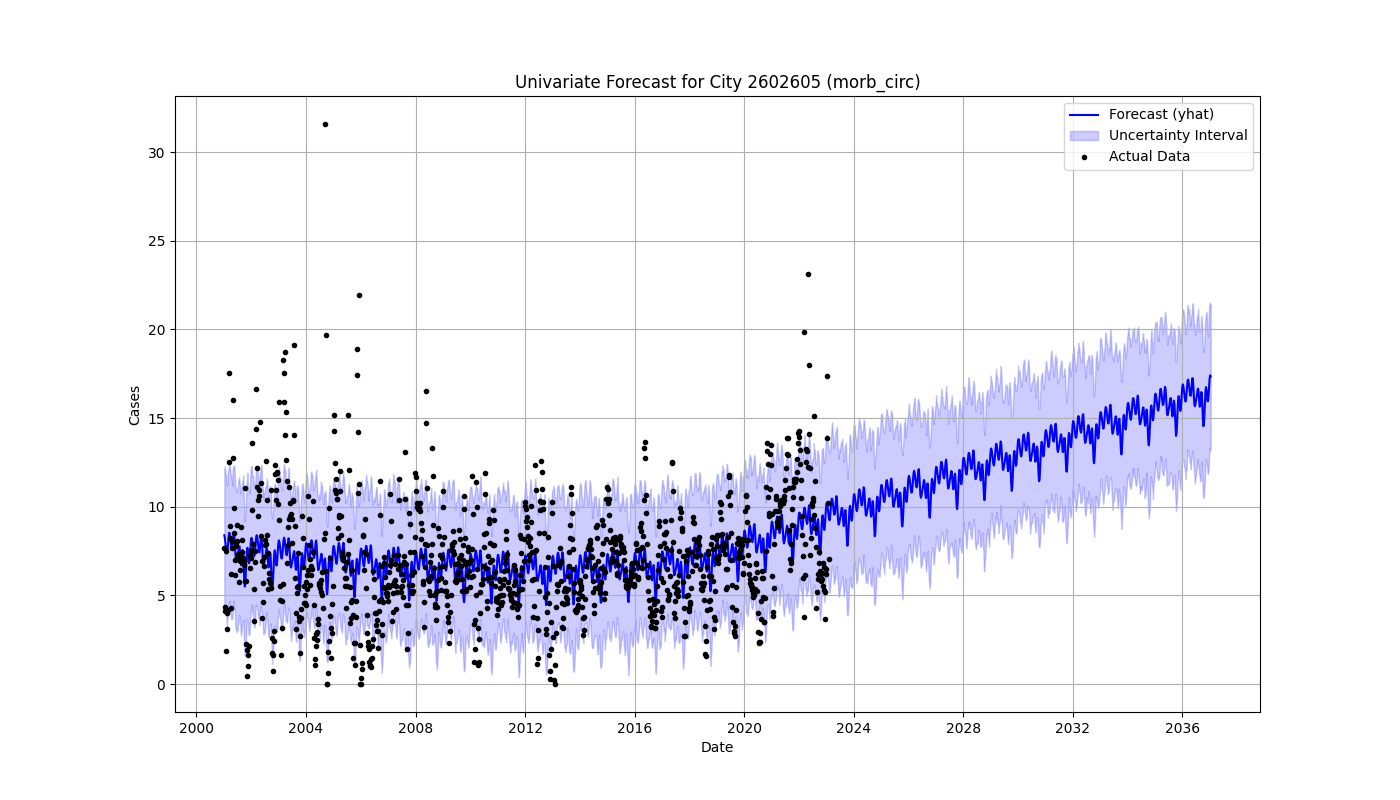 Univariate Forecast for City 2602605 (morb_circ)
Forecast (yhat)
Uncertainty Interval
Actual Data
Cases
30
25
20
15
10
5
0
2000 2004 2008 2012 2016 2020 2024 2028 2032 2036
Date